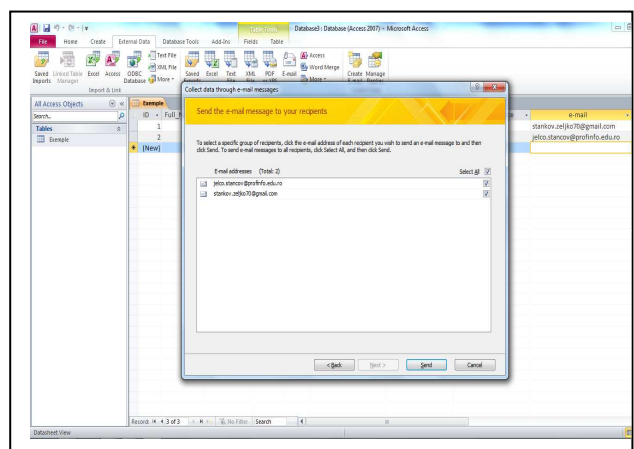 Table Tools
Database3 : Database (Access 2007) - Microsoft Access
File Home Create External Data Database Tools Add-Ins Fields Table
Saved Imports
Linked Table Manager
Excel
Access
ODBC Database
Text File
XML File
More
Import & Link
Saved Exports
Excel
Text File
XML File
PDF or XPS
E-mail
Access
Word Merge
More
Create E-mail
Manage Replies
All Access Objects
Search...
Tables
Exemple
Exemple
ID
1
2
(New)
e-mail
stankov.zeljko70@gmail.com
jelco.stancov@profinfo.edu.ro
Collect data through e-mail messages
Send the e-mail message to your recipients
To select a specific group of recipients, click the e-mail address of each recipient you wish to send an e-mail message to and then
click Send. To send e-mail messages to all recipients, click Select All, and then click Send.
E-mail addresses (Total: 2) Select All
jelco.stancov@profinfo.edu.ro
stankov.zeljko70@gmail.com
< Back Next > Send Cancel
Record: 3 of 3 No Filter Search
Datasheet View